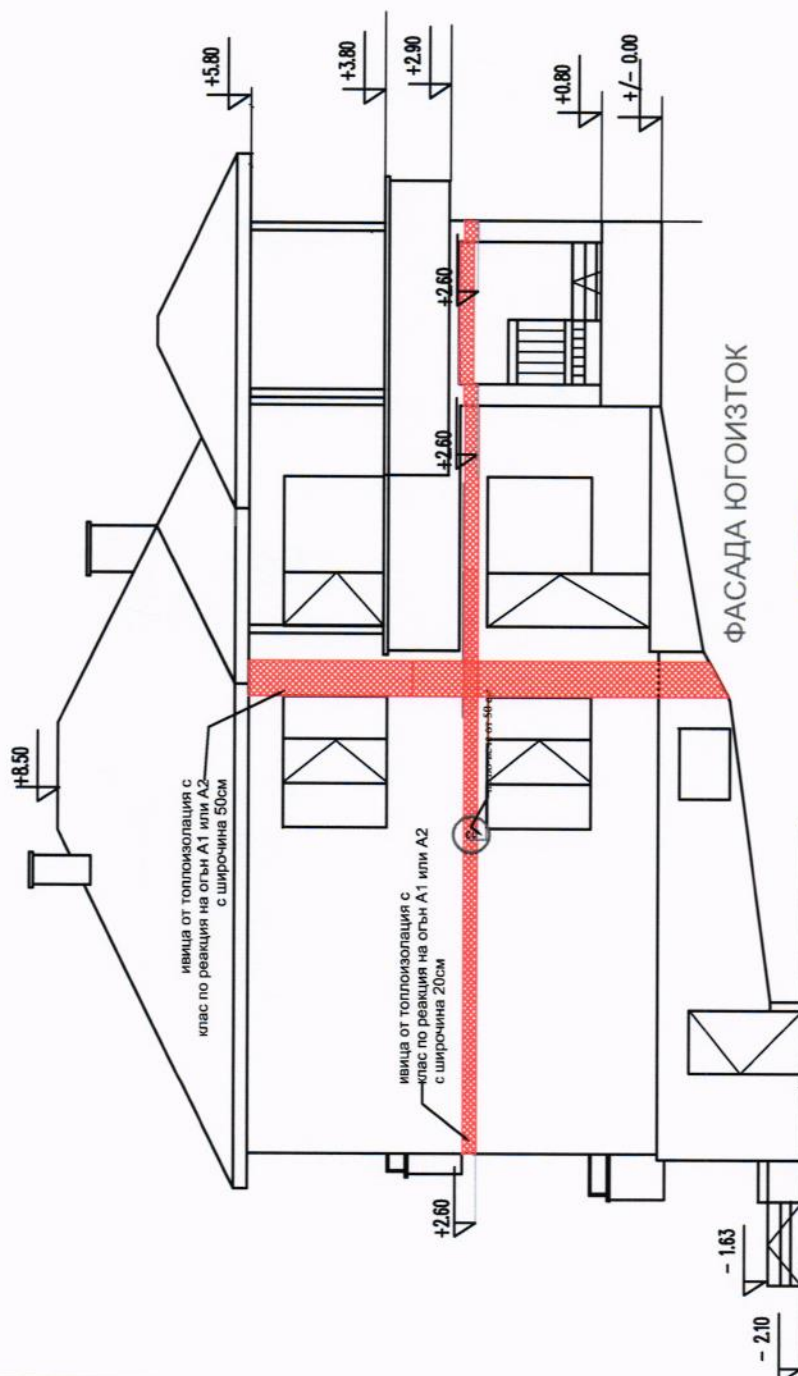 +8.50
+5.80
+3.80
+2.90
+0.80
+/- 0.00
ивица от топлоизолация с
клас по реакция на огън А1 или А2
с широчина 50см
ивица от топлоизолация с
клас по реакция на огън А1 или А2
с широчина 20см
+2.60
+2.60
+2.60
- 1.63
- 2.10
ФАСАДА ЮГОИЗТОК